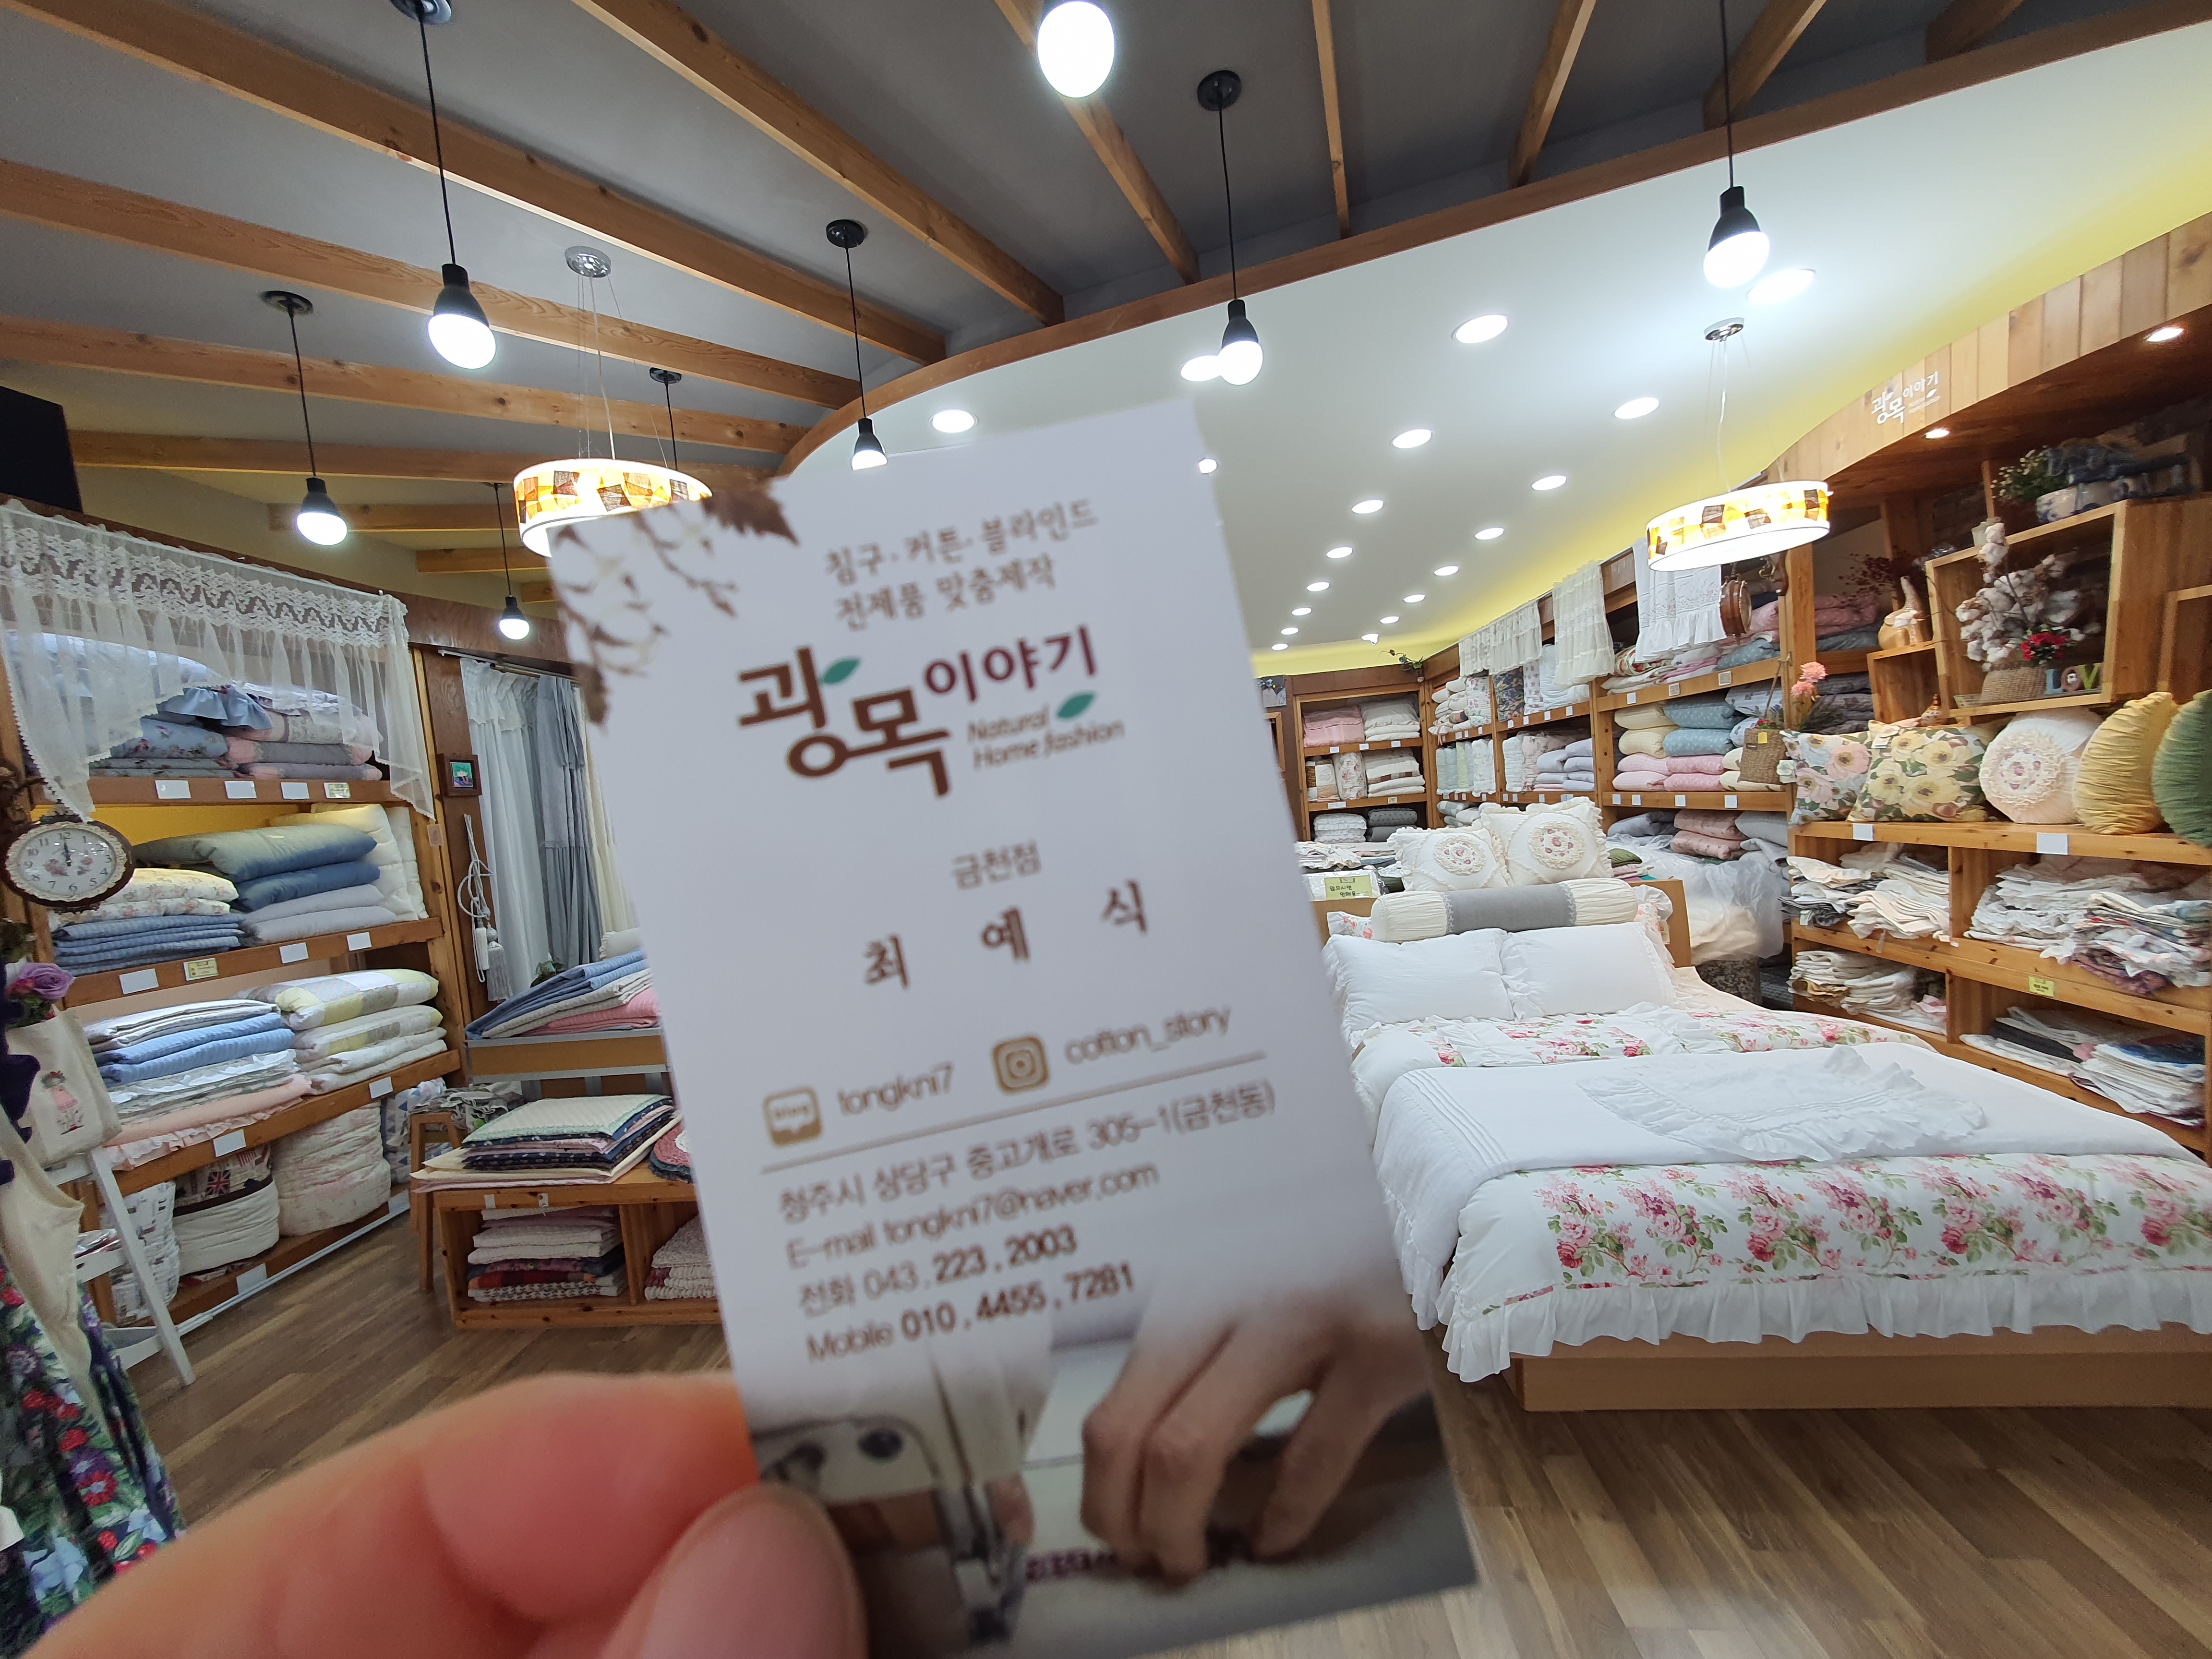 침구·커튼·블라인드
전제품 맞춤제작
광목이야기
Natural
Home fashion
금천점
최 예 식
blog tongkni7 cotton_story
청주시 상당구 중고개로 305-1(금천동)
E-mail tongkni7@naver.com
전화 043.223.2003
Mobile 010.4455.7281
광목이야기
LOV